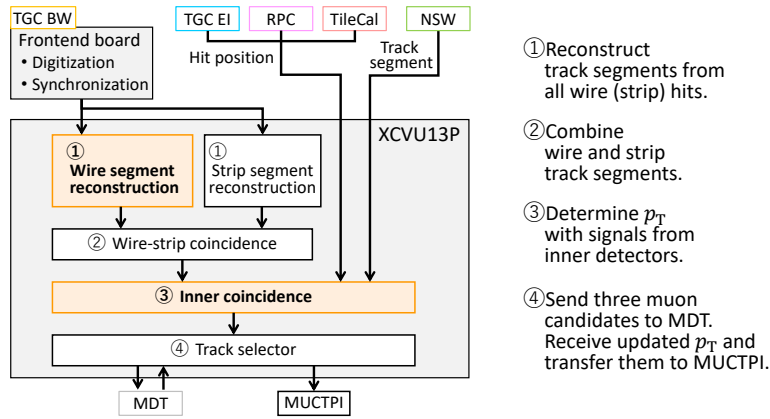 TGC BW
TGC EI
RPC
TileCal
NSW
Frontend board
• Digitization
• Synchronization
Hit position
Track
segment
XCVU13P
①
Wire segment
reconstruction
①
Strip segment
reconstruction
② Wire-strip coincidence
③ Inner coincidence
④ Track selector
MDT
MUCTPI
①Reconstruct
track segments from
all wire (strip) hits.
②Combine
wire and strip
track segments.
③Determine p_T
with signals from
inner detectors.
④Send three muon
candidates to MDT.
Receive updated p_T and
transfer them to MUCTPI.